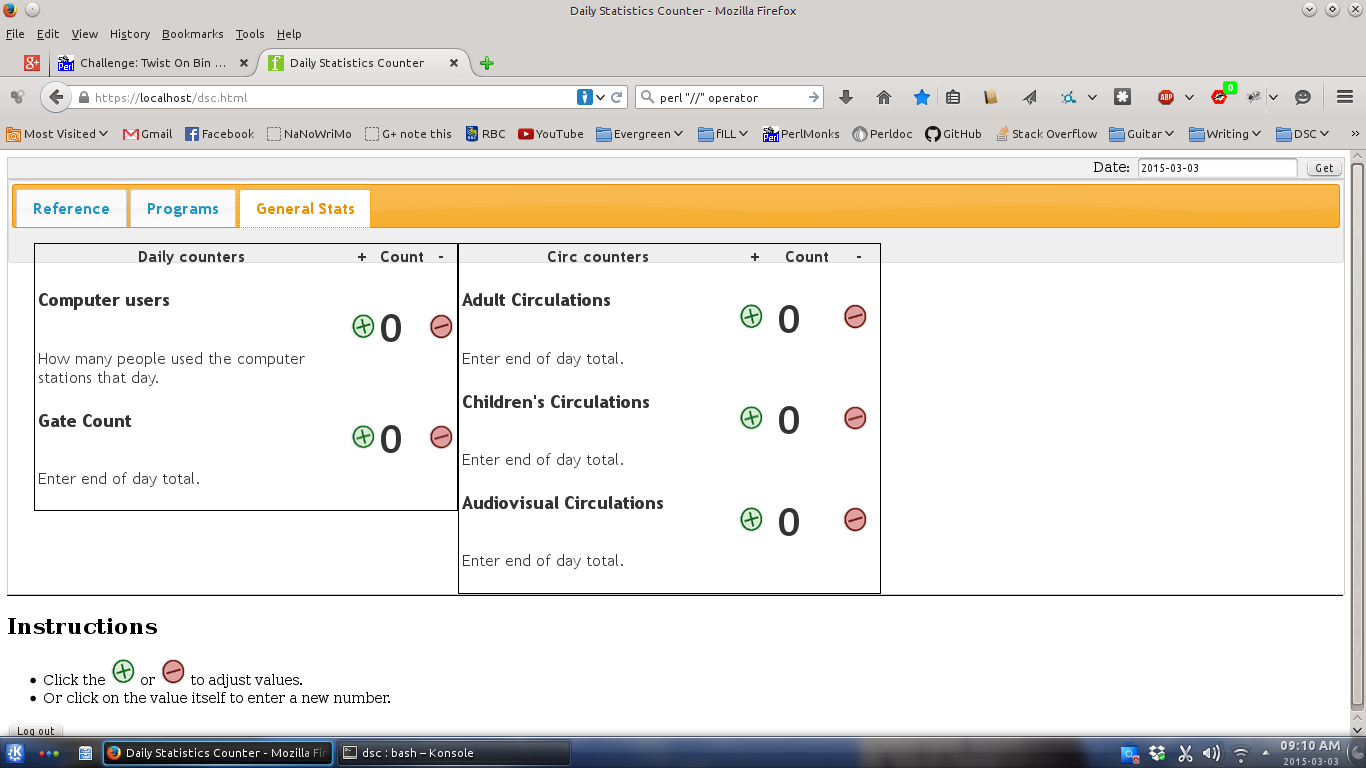 Daily Statistics Counter - Mozilla Firefox
File Edit View History Bookmarks Tools Help
Challenge: Twist On Bin ... Daily Statistics Counter
https://localhost/dsc.html perl "//" operator 0
Most Visited Gmail Facebook NaNoWriMo G+ note this RBC YouTube Evergreen fILL PerlMonks Perldoc GitHub Stack Overflow Guitar Writing DSC »
Date: 2015-03-03 Get
Reference Programs General Stats
Daily counters + Count -
Computer users
0
How many people used the computer
stations that day.
Gate Count
0
Enter end of day total.
Circ counters + Count -
Adult Circulations
0
Enter end of day total.
Children's Circulations
0
Enter end of day total.
Audiovisual Circulations
0
Enter end of day total.
Instructions
• Click the + or - to adjust values.
• Or click on the value itself to enter a new number.
Log out
Daily Statistics Counter - Mozilla Fir dsc : bash – Konsole 09:10 AM
2015-03-03